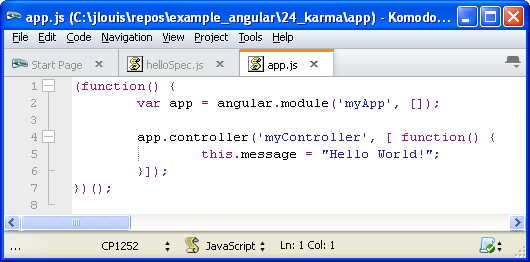 app.js (C:\jlouis\repos\example_angular\24_karma\app) - Komodo...
File Edit Code Navigation View Project Tools Help
Start Page helloSpec.js app.js
1 (function() {
2 var app = angular.module('myApp', []);
3
4 app.controller('myController', [ function() {
5 this.message = "Hello World!";
6 }]);
7 })();
8
... CP1252 JavaScript Ln: 1 Col: 1